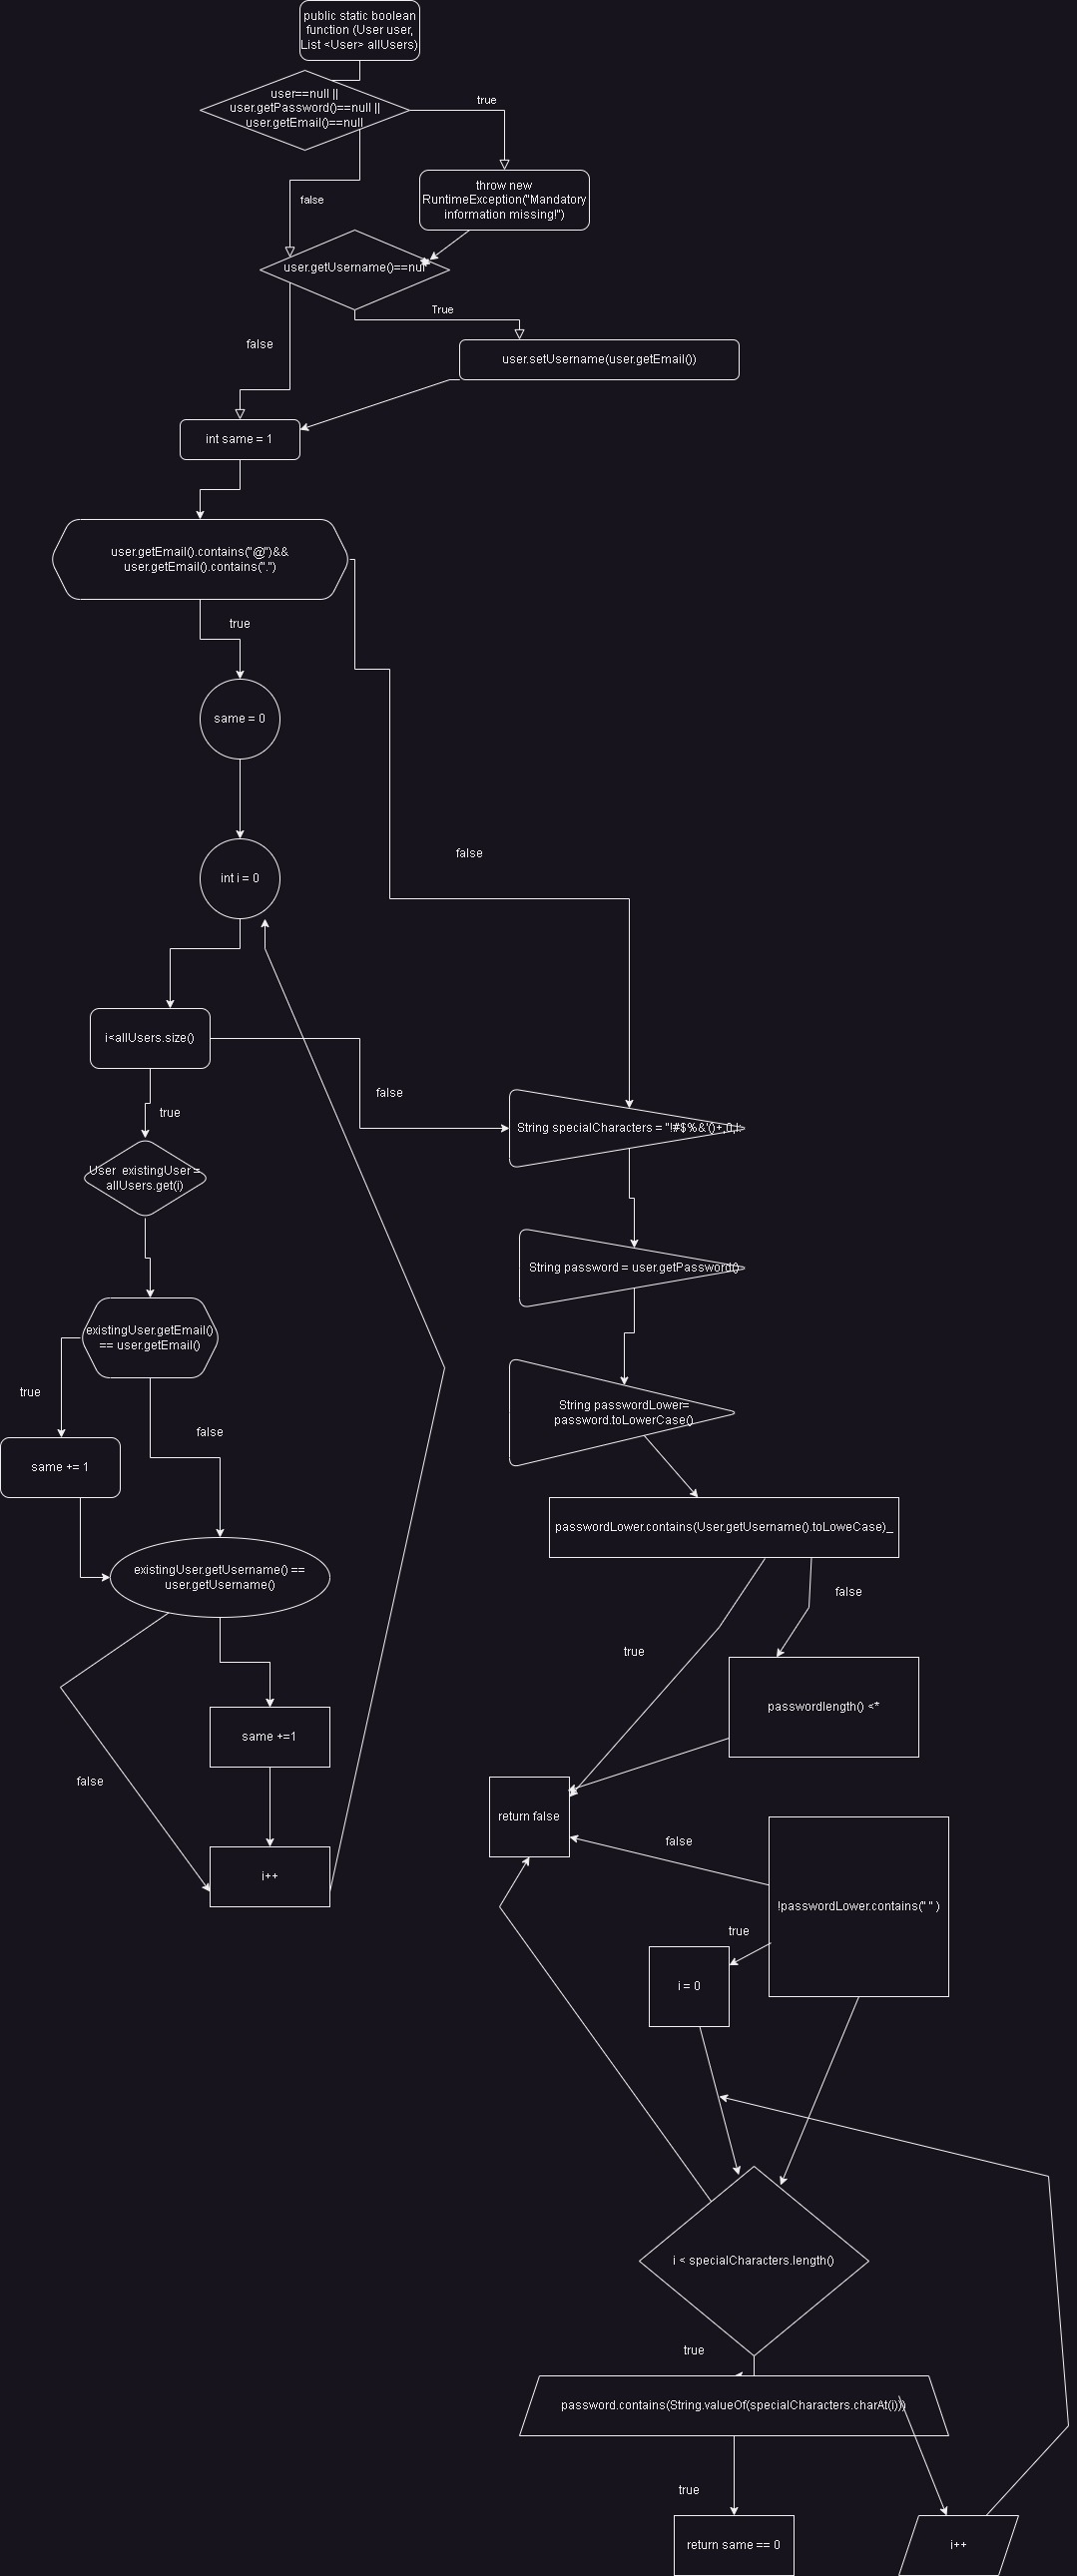 public static boolean
function (User user,
List <User> allUsers)
user==null ||
user.getPassword()==null ||
user.getEmail()==null
true
throw new
RuntimeException("Mandatory
information missing!")
false
user.getUsername()==null
True
false
user.setUsername(user.getEmail())
int same = 1
user.getEmail().contains("@")&&
user.getEmail().contains(".")
true
same = 0
false
int i = 0
i<allUsers.size()
false
true
String specialCharacters = "!#$%&'()+,0,!:
User existingUser =
allUsers.get(i)
String password = user.getPassword()
existingUser.getEmail()
== user.getEmail()
true
false
String passwordLower=
password.toLowerCase()
same += 1
passwordLower.contains(User.getUsername().toLoweCase)_
existingUser.getUsername() ==
user.getUsername()
false
true
passwordlength() <*
same +=1
false
return false
false
i++
!passwordLower.contains(" " )
true
i = 0
i < specialCharacters.length()
true
password.contains(String.valueOf(specialCharacters.charAt(i)))
true
return same == 0
i++